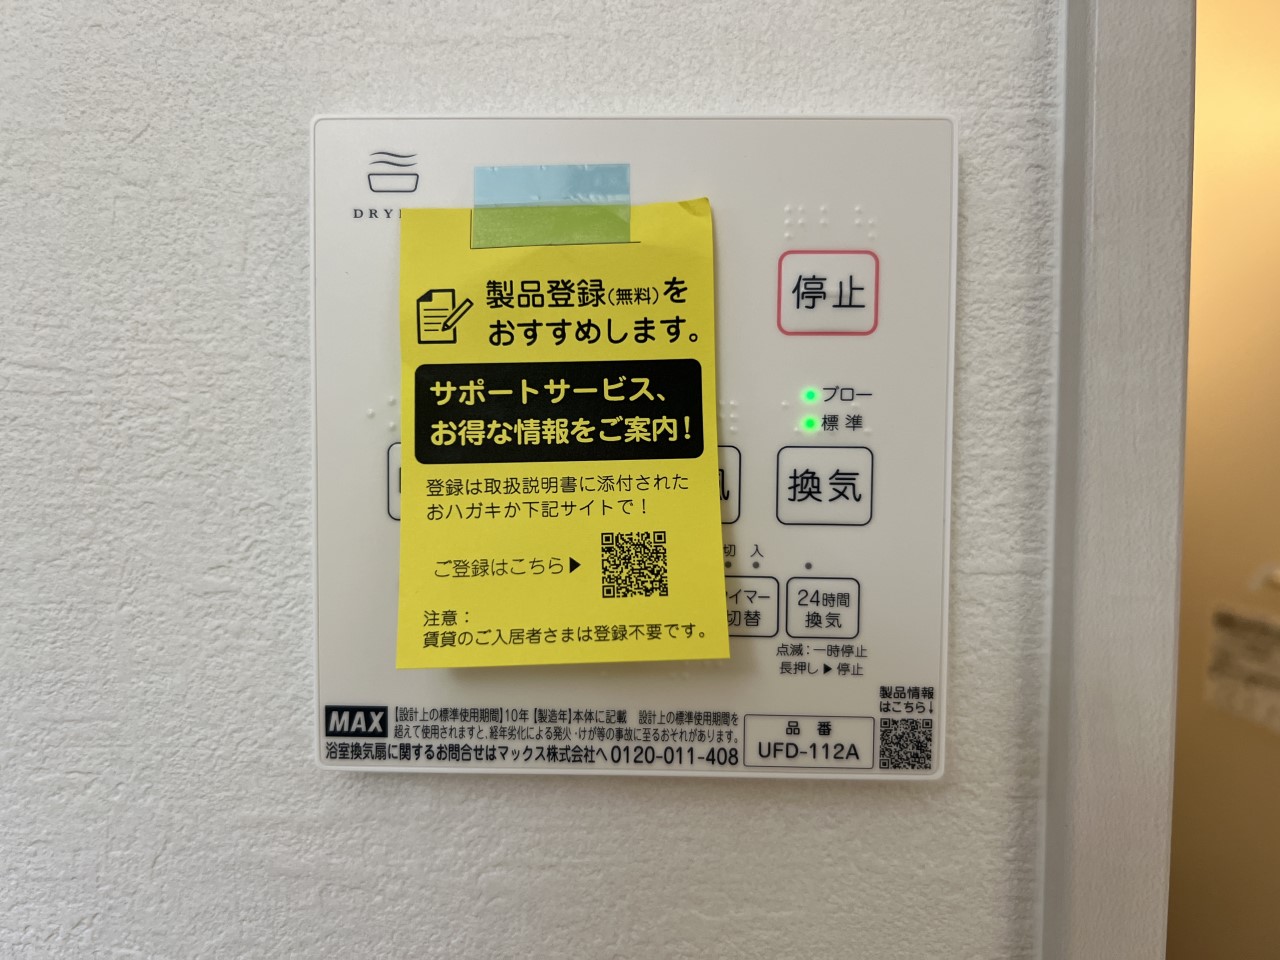 停止
製品登録(無料)を
おすすめします。
サポートサービス、
お得な情報をご案内!
登録は取扱説明書に添付された
おハガキか下記サイトで!
ご登録はこちら▶
注意：
賃貸のご入居者さまは登録不要です。
ブロー
標準
換気
切 入
切替
24時間
換気
点滅：一時停止
長押し▶停止
製品情報
はこちら↓
MAX
【設計上の標準使用期間】10年【製造年】本体に記載 設計上の標準使用期間を
超えて使用されますと、経年劣化による発火・けが等の事故に至るおそれがあります。
浴室換気扇に関するお問合せはマックス株式会社へ 0120-011-408
品番
UFD-112A